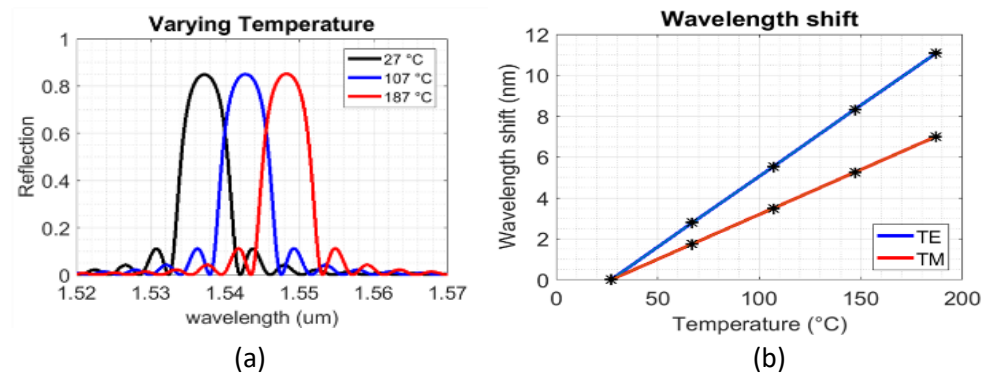 Varying Temperature
1
0.8
0.6
0.4
0.2
0
Reflection
27 °C
107 °C
187 °C
1.52
1.53
1.54
1.55
1.56
1.57
wavelength (um)
(a)
Wavelength shift
12
10
8
6
4
2
0
Wavelength shift (nm)
TE
TM
0
50
100
150
200
Temperature (°C)
(b)